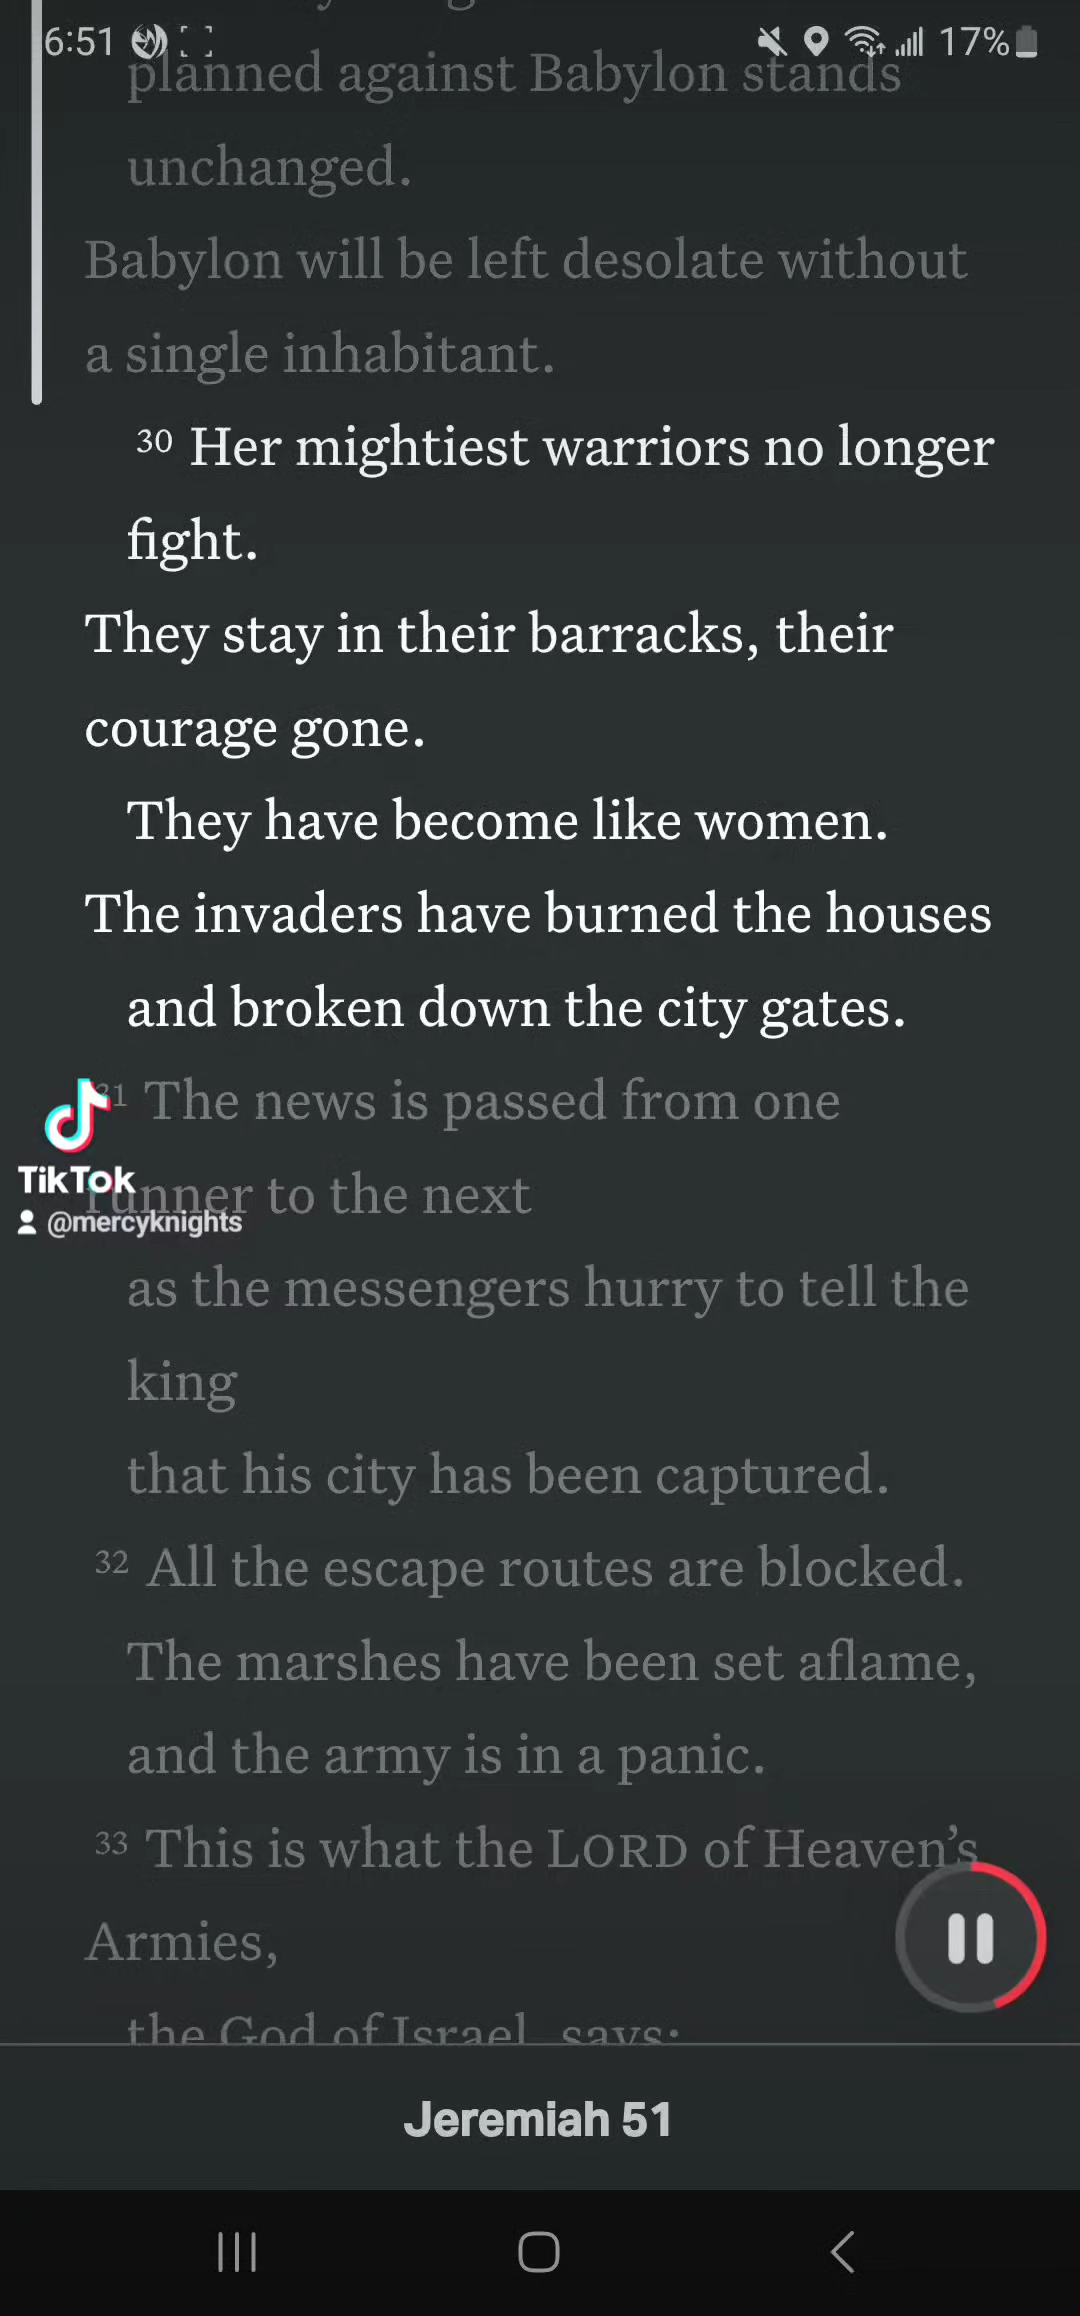 6:51
17%
planned against Babylon stands
unchanged.
Babylon will be left desolate without
a single inhabitant.
30 Her mightiest warriors no longer
fight.
They stay in their barracks, their
courage gone.
They have become like women.
The invaders have burned the houses
and broken down the city gates.
31 The news is passed from one
runner to the next
TikTok
@mercyknights
as the messengers hurry to tell the
king
that his city has been captured.
32 All the escape routes are blocked.
The marshes have been set aflame,
and the army is in a panic.
33 This is what the LORD of Heaven’s
Armies,
the God of Israel, says:
Jeremiah 51